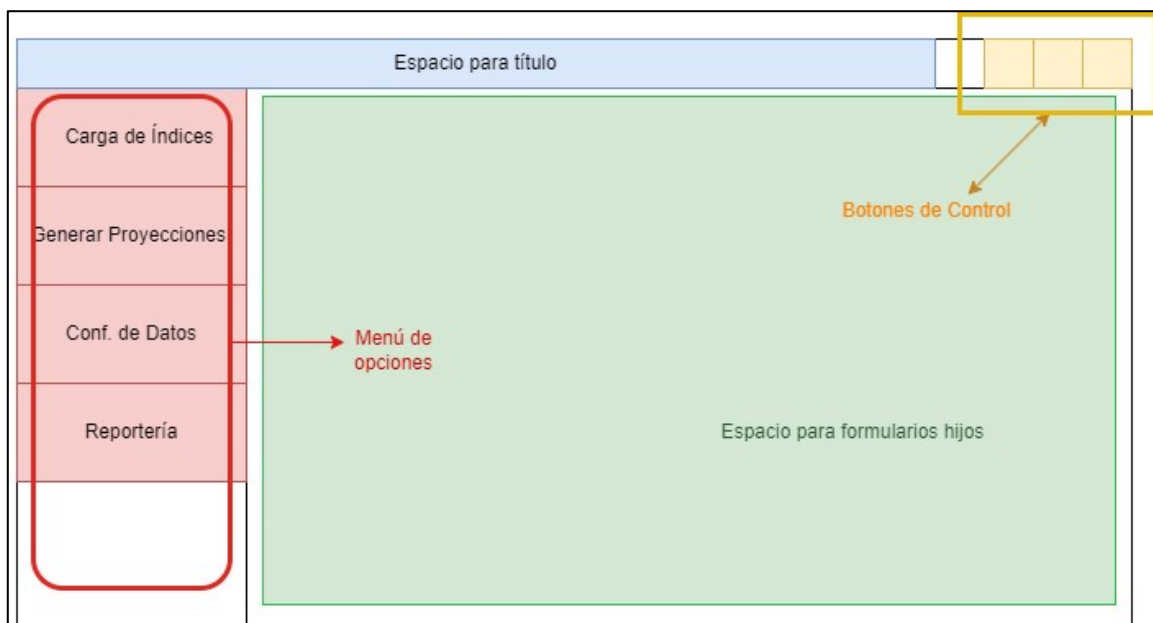 Espacio para título
Carga de Índices
Generar Proyecciones
Conf. de Datos
Reportería
Botones de Control
Menú de
opciones
Espacio para formularios hijos